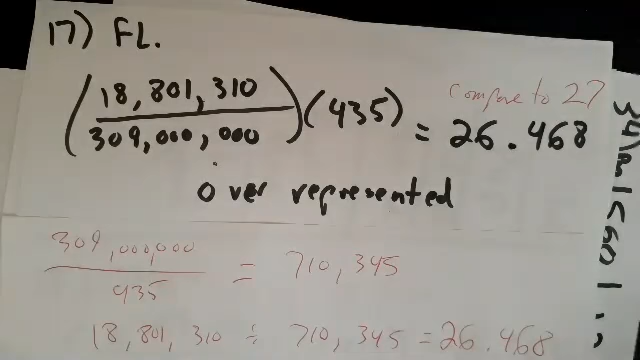 17) FL.
(18,801,310 / 309,000,000)(435) = 26.468
compare to 27
over represented
309,000,000 / 435 = 710,345
18,801,310 ÷ 710,345 = 26.468